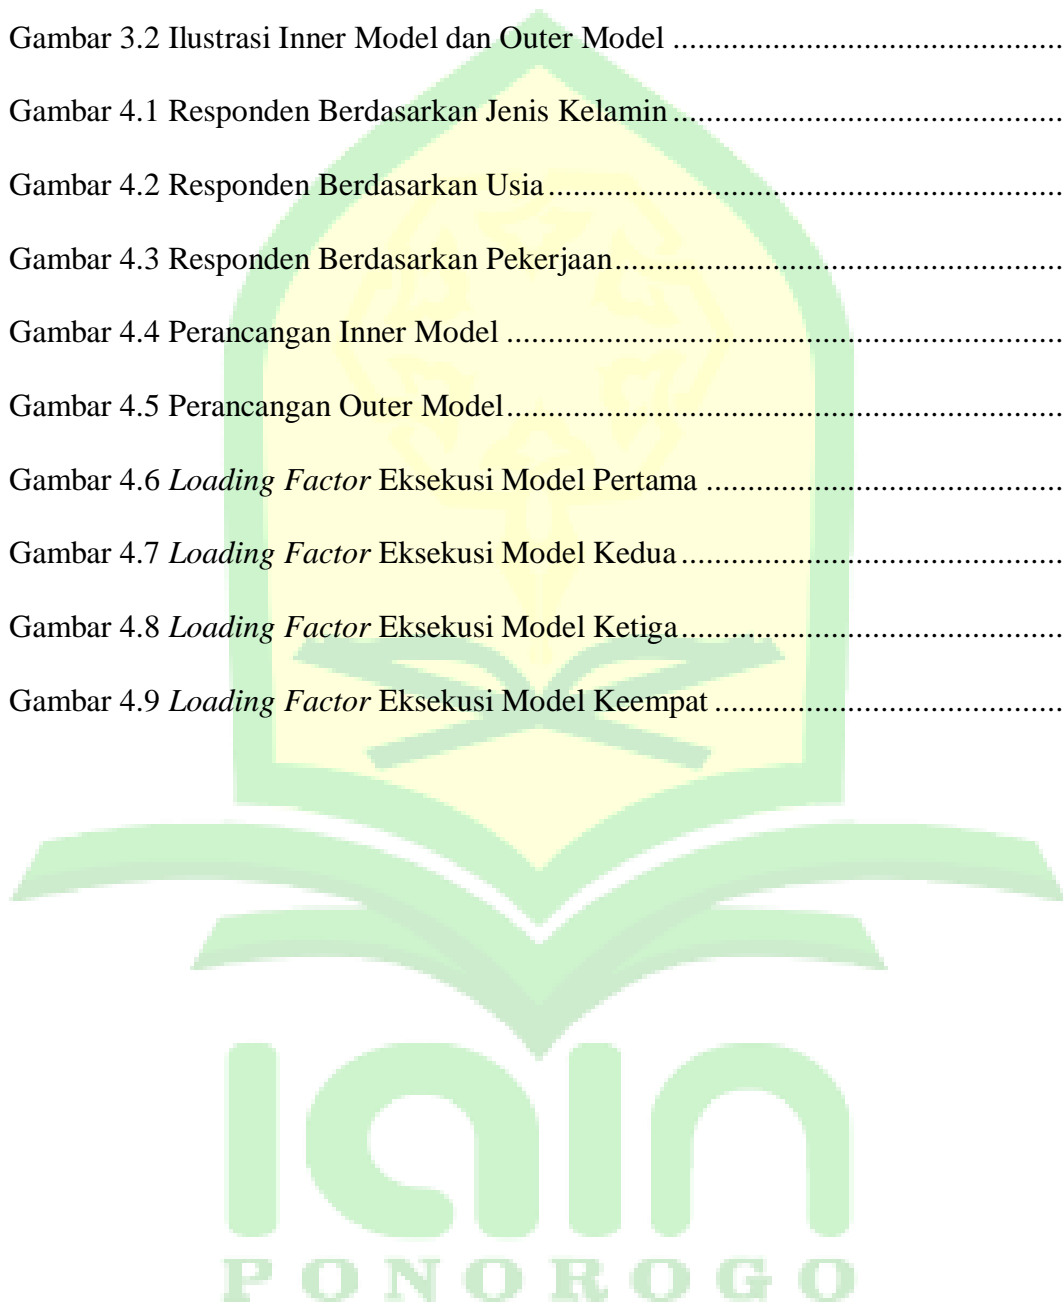 Gambar 3.2 Ilustrasi Inner Model dan Outer Model ................................................
Gambar 4.1 Responden Berdasarkan Jenis Kelamin ................................................
Gambar 4.2 Responden Berdasarkan Usia ...............................................................
Gambar 4.3 Responden Berdasarkan Pekerjaan .......................................................
Gambar 4.4 Perancangan Inner Model ....................................................................
Gambar 4.5 Perancangan Outer Model ....................................................................
Gambar 4.6 Loading Factor Eksekusi Model Pertama ............................................
Gambar 4.7 Loading Factor Eksekusi Model Kedua ...............................................
Gambar 4.8 Loading Factor Eksekusi Model Ketiga ...............................................
Gambar 4.9 Loading Factor Eksekusi Model Keempat ...........................................
iain
PONOROGO